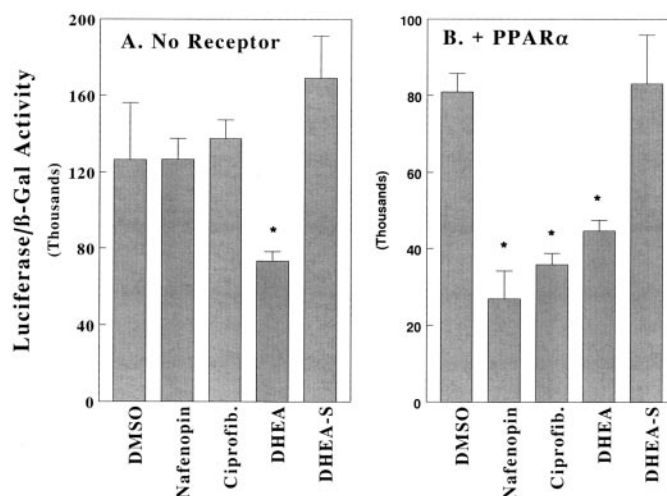 A. No Receptor
Luciferase/ß-Gal Activity
(Thousands)
200
160
120
80
40
0
*
DMSO
Nafenopin
Ciprofib.
DHEA
DHEA-S
B. + PPARα
(Thousands)
100
80
60
40
20
0
*
*
*
DMSO
Nafenopin
Ciprofib.
DHEA
DHEA-S